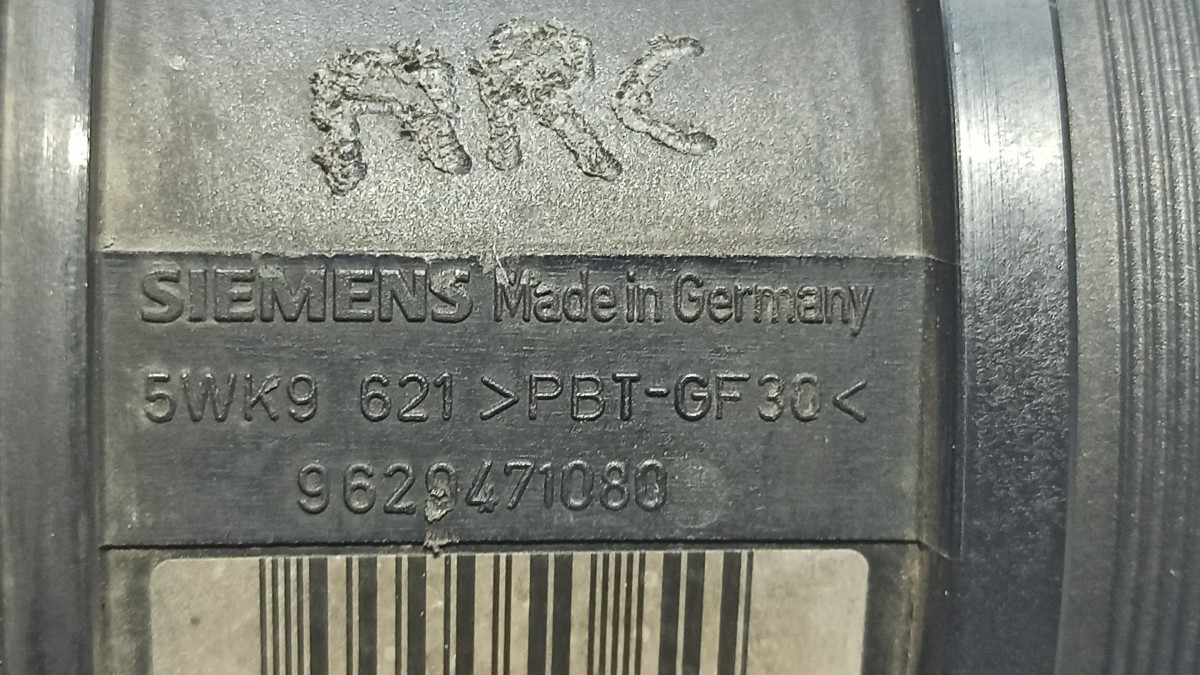 ARC
SIEMENS Made in Germany
5WK9 621 >PBT-GF30<
9629471080